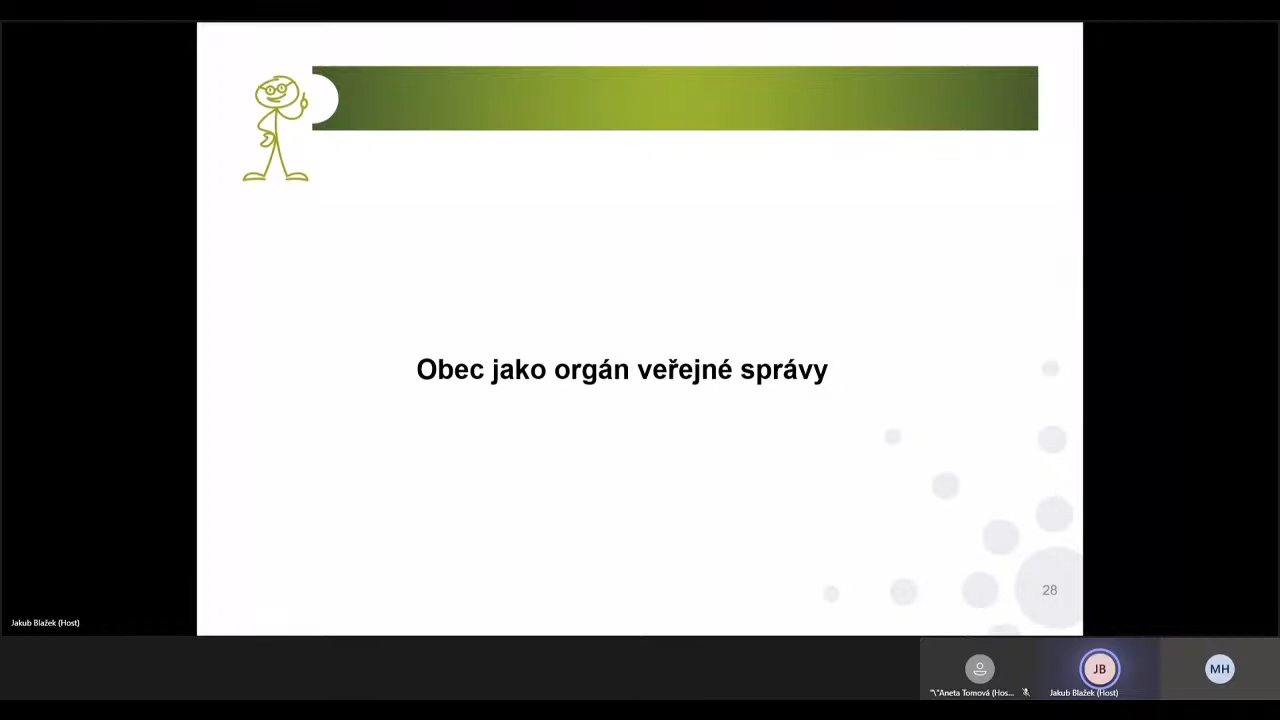 Obec jako orgán veřejné správy
28
Jakub Blažek (Host)
"\"Aneta Tomová (Hos...
JB
Jakub Blažek (Host)
MH